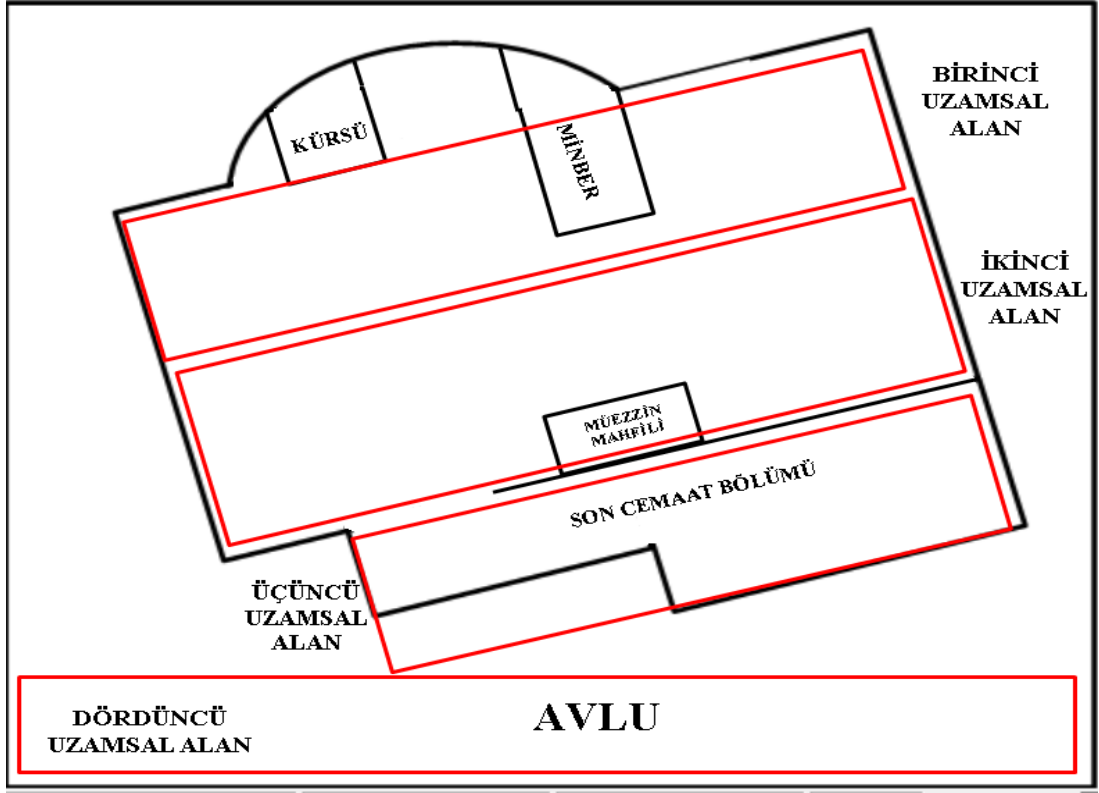 BİRİNCİ
UZAMSAL
ALAN
KÜRSÜ
MİNBER
İKİNCİ
UZAMSAL
ALAN
MÜEZZİN
MAHFİLİ
SON CEMAAT BÖLÜMÜ
ÜÇÜNCÜ
UZAMSAL
ALAN
DÖRDÜNCÜ
UZAMSAL ALAN
AVLU